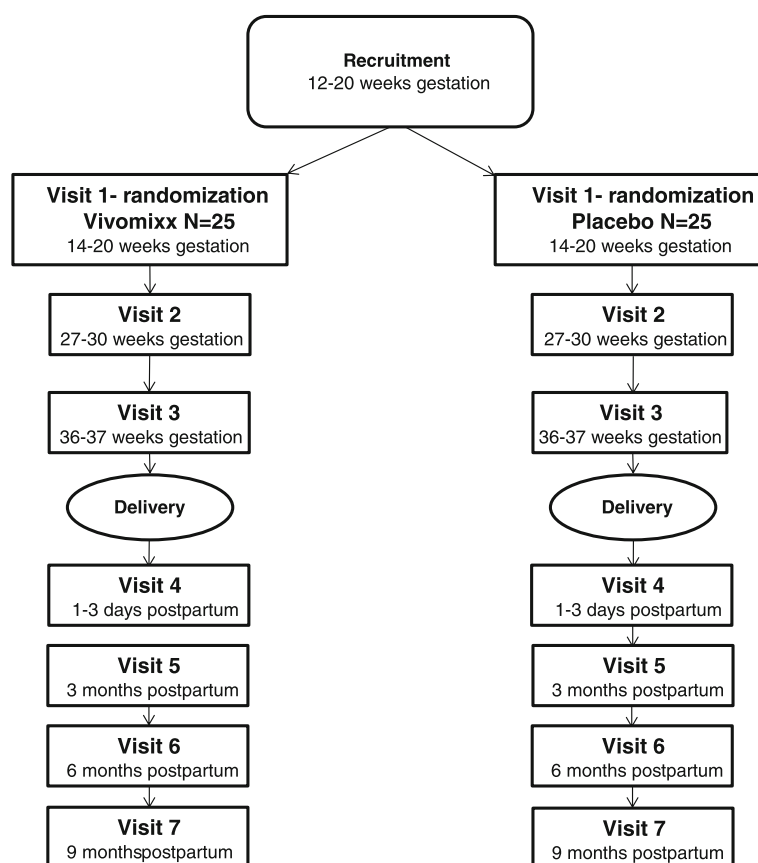 Recruitment
12-20 weeks gestation
Visit 1- randomization
Vivomixx N=25
14-20 weeks gestation
Visit 2
27-30 weeks gestation
Visit 3
36-37 weeks gestation
Delivery
Visit 4
1-3 days postpartum
Visit 5
3 months postpartum
Visit 6
6 months postpartum
Visit 7
9 monthspostpartum
Visit 1- randomization
Placebo N=25
14-20 weeks gestation
Visit 2
27-30 weeks gestation
Visit 3
36-37 weeks gestation
Delivery
Visit 4
1-3 days postpartum
Visit 5
3 months postpartum
Visit 6
6 months postpartum
Visit 7
9 months postpartum